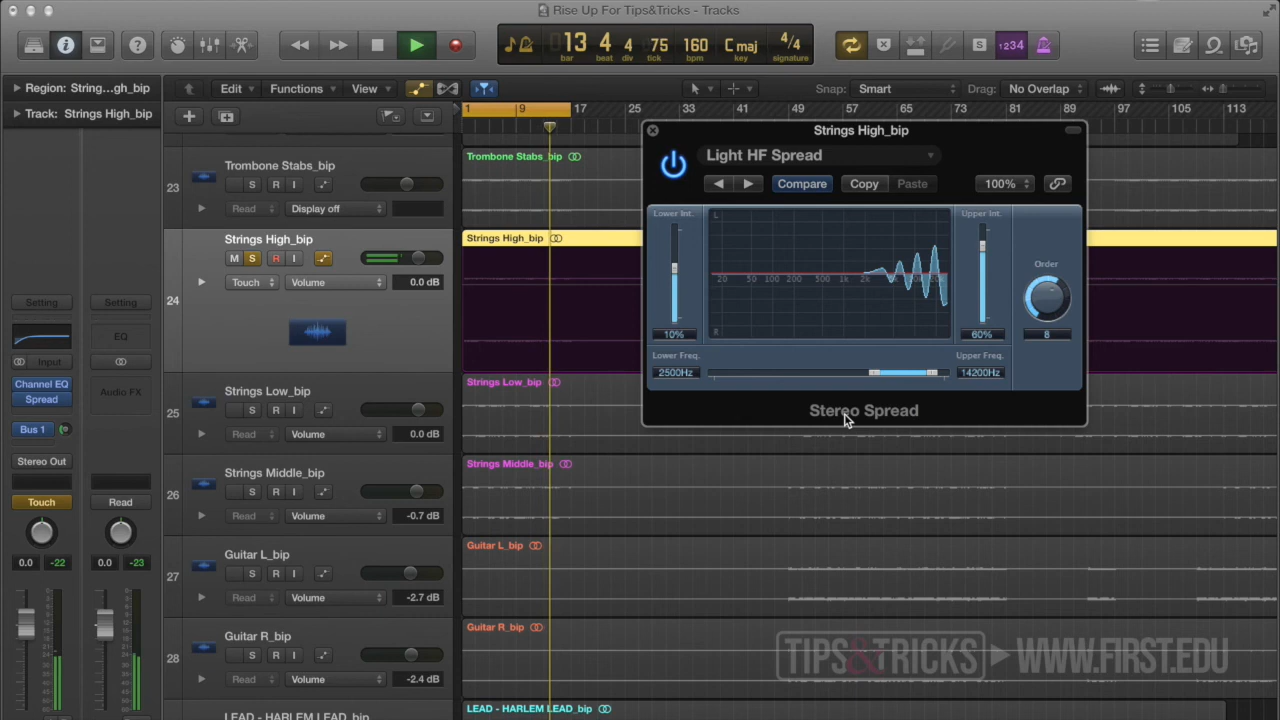 Rise Up For Tips&Tricks - Tracks
13 4 4 75 160 C maj 4/4
bar beat div tick bpm key signature
S 1234
Region: String...gh_bip
Edit Functions View
Snap: Smart Drag: No Overlap
Track: Strings High_bip
1 9 17 25 33 41 49 57 65 73 81 89 97 105 113
23
Trombone Stabs_bip
S R I
Read Display off
Trombone Stabs_bip
24
Strings High_bip
M S R I
Touch Volume 0.0 dB
Strings High_bip
Strings High_bip
Light HF Spread
Compare Copy Paste 100%
Lower Int. Upper Int.
L
R
20 50 100 200 500 1k 2k
Order
10% 60% 8
Lower Freq. Upper Freq.
2500Hz 14200Hz
Stereo Spread
Setting Setting
EQ
Input
Channel EQ Audio FX
Spread
Bus 1
Stereo Out
Touch Read
0.0 -22 0.0 -23
25
Strings Low_bip
S R I
Read Volume 0.0 dB
Strings Low_bip
26
Strings Middle_bip
S R I
Read Volume -0.7 dB
Strings Middle_bip
27
Guitar L_bip
S R I
Read Volume -2.7 dB
Guitar L_bip
28
Guitar R_bip
S R I
Read Volume -2.4 dB
Guitar R_bip
TIPS&TRICKS WWW.FIRST.EDU
LEAD - HARLEM LEAD_bip
LEAD - HARLEM LEAD_bip